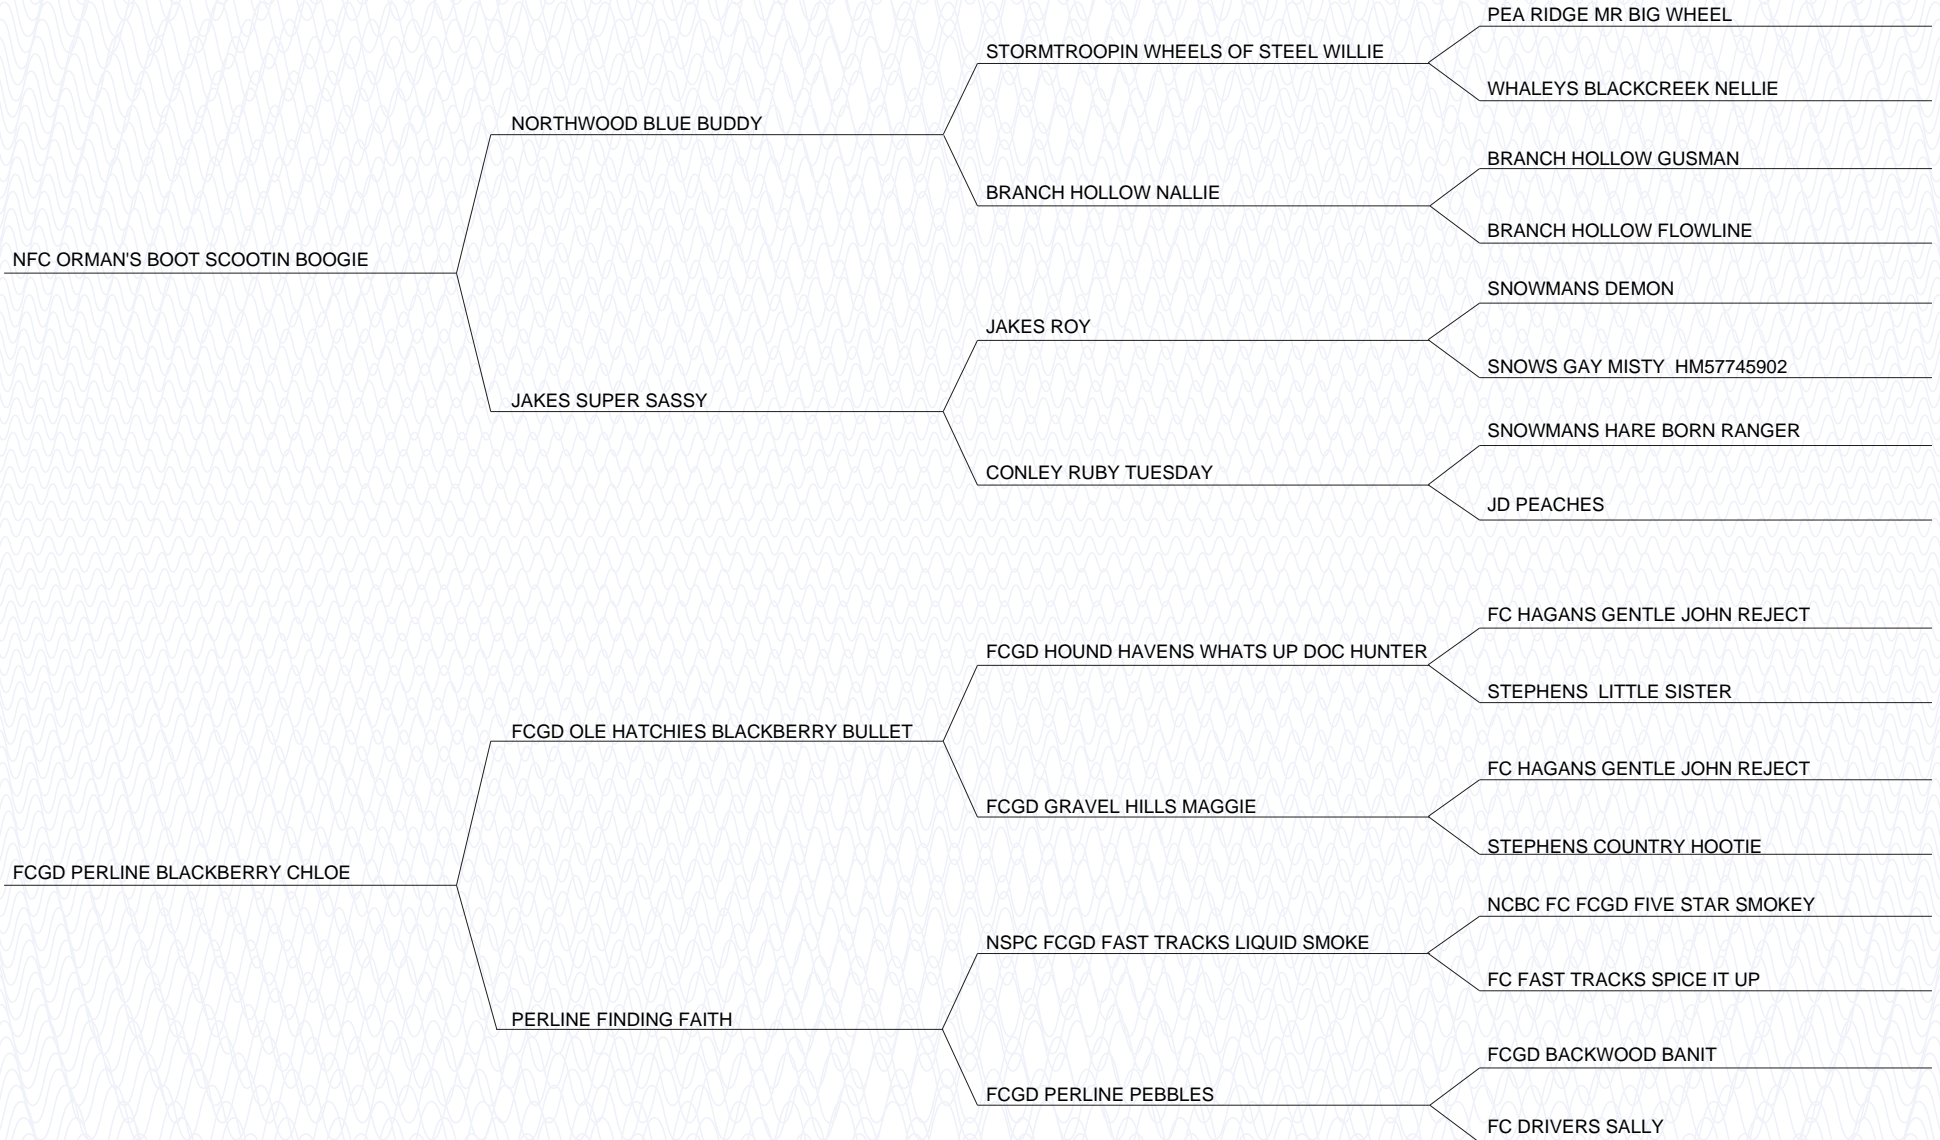 PEA RIDGE MR BIG WHEEL
STORMTROOPIN WHEELS OF STEEL WILLIE
WHALEYS BLACKCREEK NELLIE
NORTHWOOD BLUE BUDDY
BRANCH HOLLOW GUSMAN
BRANCH HOLLOW NALLIE
BRANCH HOLLOW FLOWLINE
NFC ORMAN'S BOOT SCOOTIN BOOGIE
SNOWMANS DEMON
JAKES ROY
SNOWS GAY MISTY  HM57745902
JAKES SUPER SASSY
SNOWMANS HARE BORN RANGER
CONLEY RUBY TUESDAY
JD PEACHES
FC HAGANS GENTLE JOHN REJECT
FCGD HOUND HAVENS WHATS UP DOC HUNTER
STEPHENS  LITTLE SISTER
FCGD OLE HATCHIES BLACKBERRY BULLET
FC HAGANS GENTLE JOHN REJECT
FCGD GRAVEL HILLS MAGGIE
STEPHENS COUNTRY HOOTIE
FCGD PERLINE BLACKBERRY CHLOE
NCBC FC FCGD FIVE STAR SMOKEY
NSPC FCGD FAST TRACKS LIQUID SMOKE
FC FAST TRACKS SPICE IT UP
PERLINE FINDING FAITH
FCGD BACKWOOD BANIT
FCGD PERLINE PEBBLES
FC DRIVERS SALLY